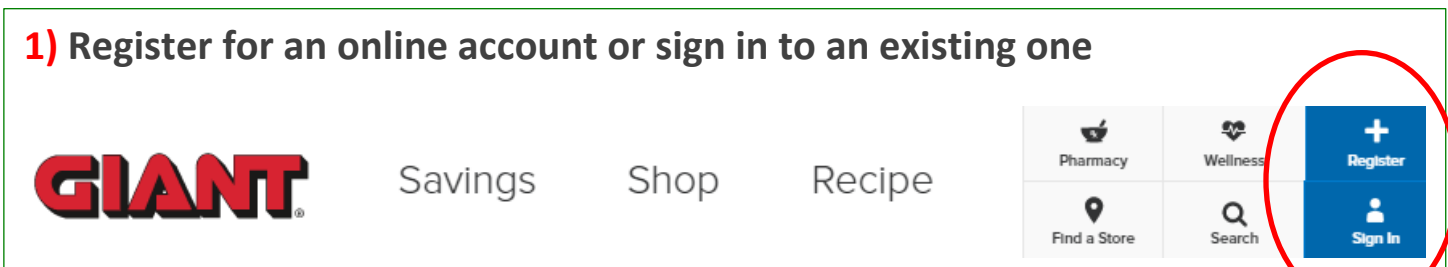 1) Register for an online account or sign in to an existing one
GIANT®
Savings Shop Recipe
Pharmacy Wellness Register
Find a Store Search Sign In